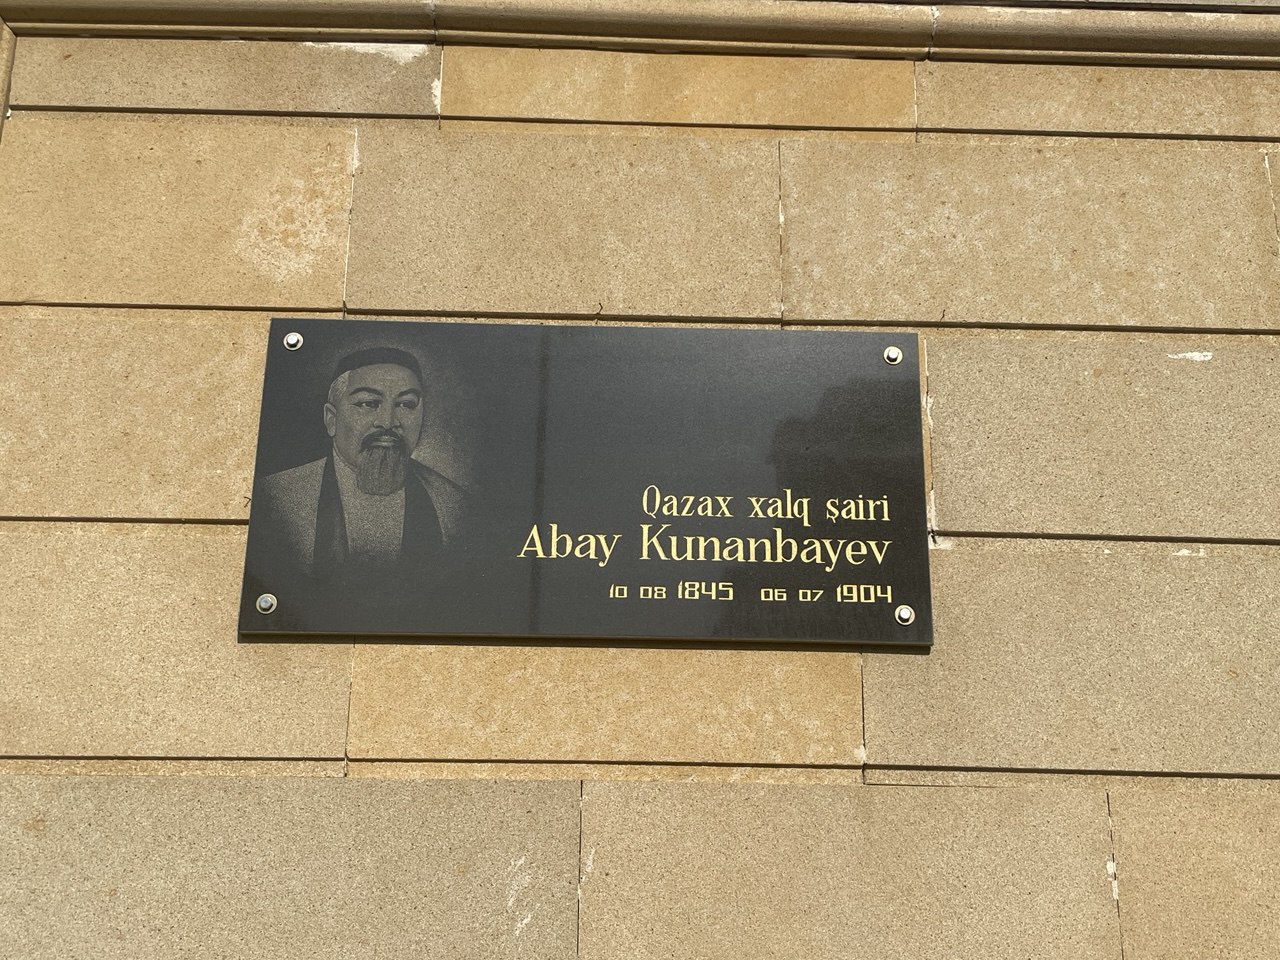 Qazax xalq şairi
Abay Kunanbayev
10 08 1845 06 07 1904